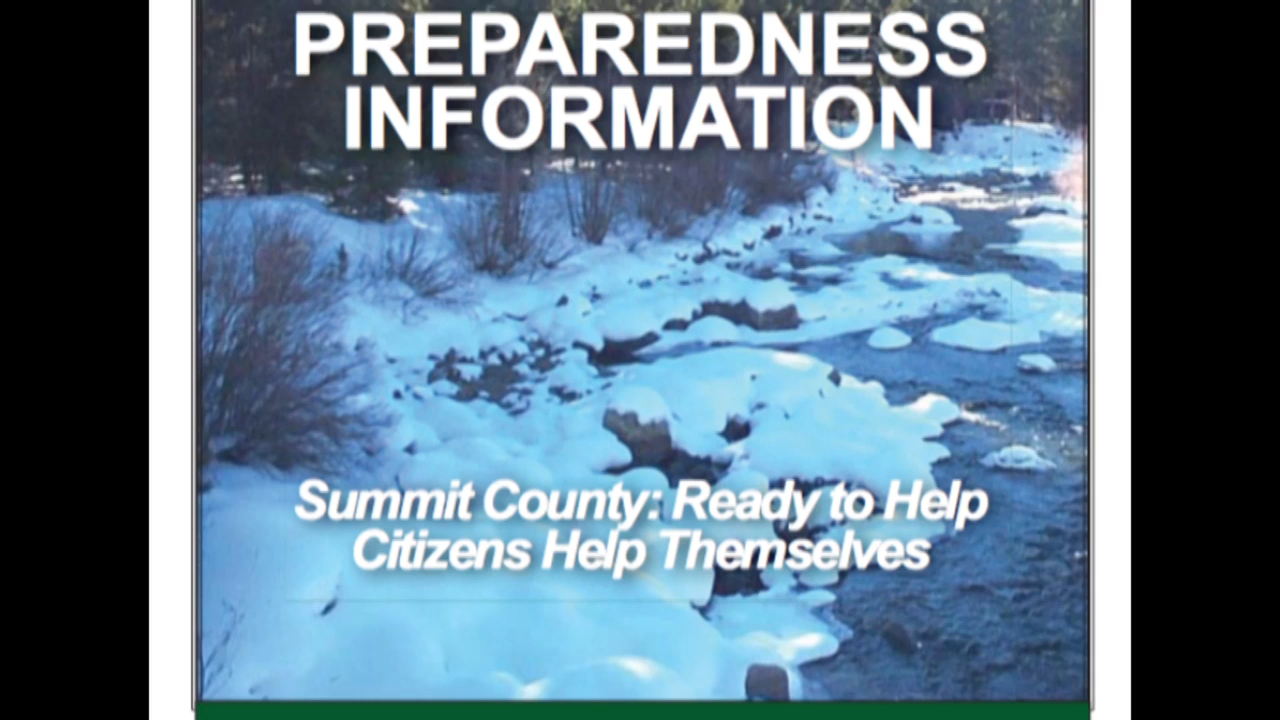 PREPAREDNESS
INFORMATION
Summit County: Ready to Help
Citizens Help Themselves